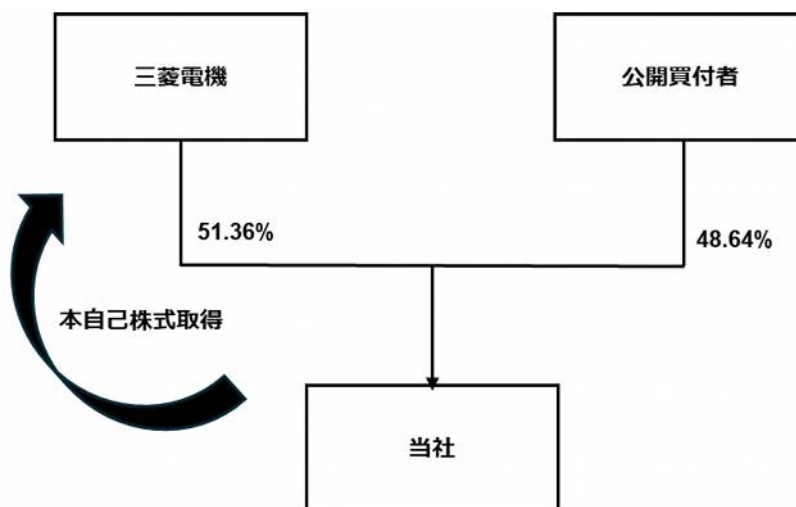 三菱電機
公開買付者
51.36%
48.64%
本自己株式取得
当社